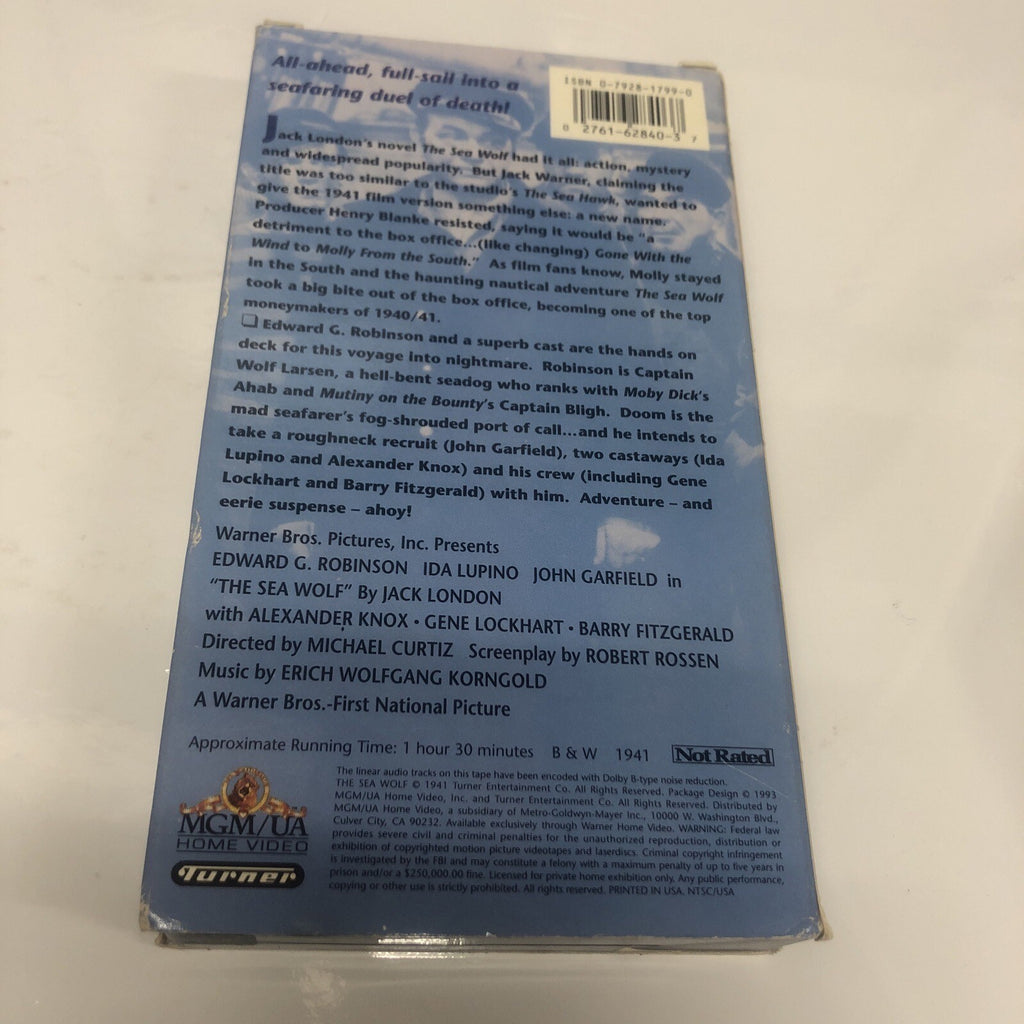 All-ahead, full-sail into a
seafaring duel of death!
ISBN 0-7928-1799-0
0 2761-62840-3 7
Jack London's novel The Sea Wolf had it all: action, mystery
and widespread popularity. But Jack Warner, claiming the
title was too similar to the studio's The Sea Hawk, wanted to
give the 1941 film version something else: a new name.
Producer Henry Blanke resisted, saying it would be "a
detriment to the box office...(like changing) Gone With the
Wind to Molly From the South." As film fans know, Molly stayed
in the South and the haunting nautical adventure The Sea Wolf
took a big bite out of the box office, becoming one of the top
moneymakers of 1940/41.
❑ Edward G. Robinson and a superb cast are the hands on
deck for this voyage into nightmare. Robinson is Captain
Wolf Larsen, a hell-bent seadog who ranks with Moby Dick's
Ahab and Mutiny on the Bounty's Captain Bligh. Doom is the
mad seafarer's fog-shrouded port of call...and he intends to
take a roughneck recruit (John Garfield), two castaways (Ida
Lupino and Alexander Knox) and his crew (including Gene
Lockhart and Barry Fitzgerald) with him. Adventure – and
eerie suspense – ahoy!
Warner Bros. Pictures, Inc. Presents
EDWARD G. ROBINSON IDA LUPINO JOHN GARFIELD in
"THE SEA WOLF" By JACK LONDON
with ALEXANDER KNOX • GENE LOCKHART • BARRY FITZGERALD
Directed by MICHAEL CURTIZ Screenplay by ROBERT ROSSEN
Music by ERICH WOLFGANG KORNGOLD
A Warner Bros.-First National Picture
Approximate Running Time: 1 hour 30 minutes B & W 1941 Not Rated
MGM/UA
HOME VIDEO
Turner
The linear audio tracks on this tape have been encoded with Dolby B-type noise reduction.
THE SEA WOLF © 1941 Turner Entertainment Co. All Rights Reserved. Package Design © 1993
MGM/UA Home Video, Inc. and Turner Entertainment Co. All Rights Reserved. Distributed by
MGM/UA Home Video, a subsidiary of Metro-Goldwyn-Mayer Inc., 10000 W. Washington Blvd.,
Culver City, CA 90232. Available exclusively through Warner Home Video. WARNING: Federal law
provides severe civil and criminal penalties for the unauthorized reproduction, distribution or
exhibition of copyrighted motion picture videotapes and laserdiscs. Criminal copyright infringement
is investigated by the FBI and may constitute a felony with a maximum penalty of up to five years in
prison and/or a $250,000.00 fine. Licensed for private home exhibition only. Any public performance,
copying or other use is strictly prohibited. All rights reserved. PRINTED IN USA. NTSC/USA